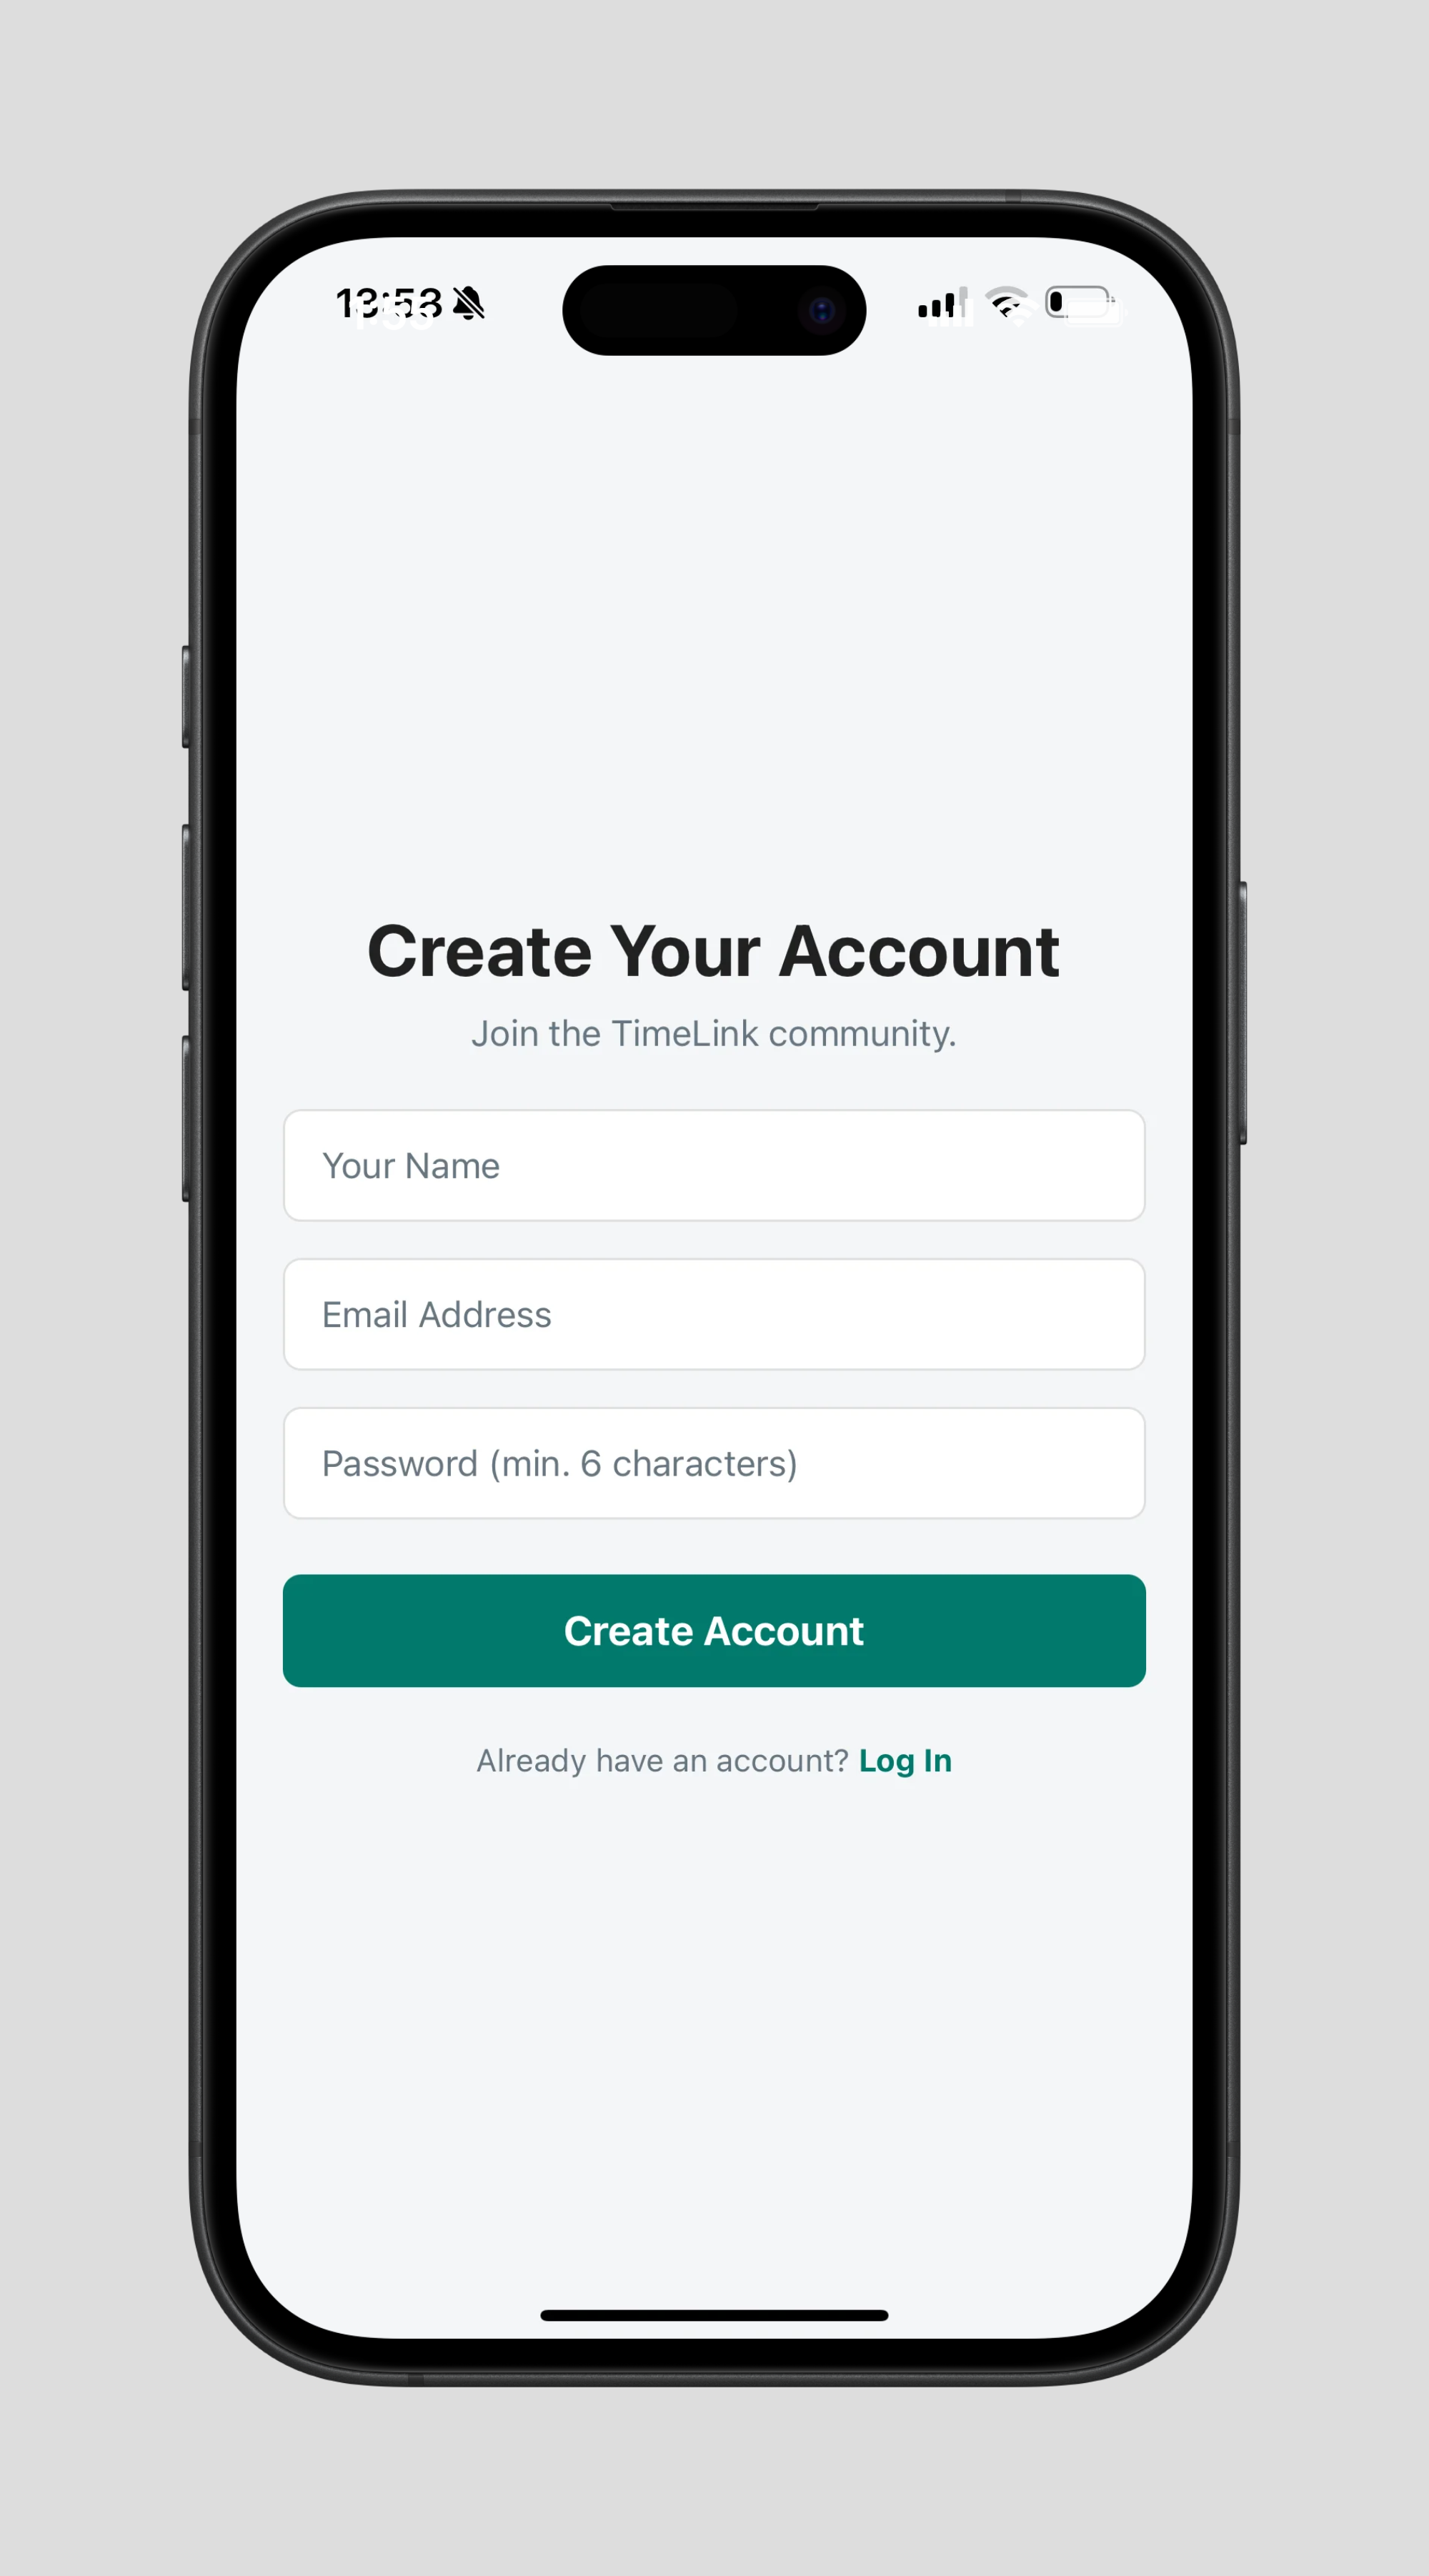 13:53
Create Your Account
Join the TimeLink community.
Your Name
Email Address
Password (min. 6 characters)
Create Account
Already have an account? Log In